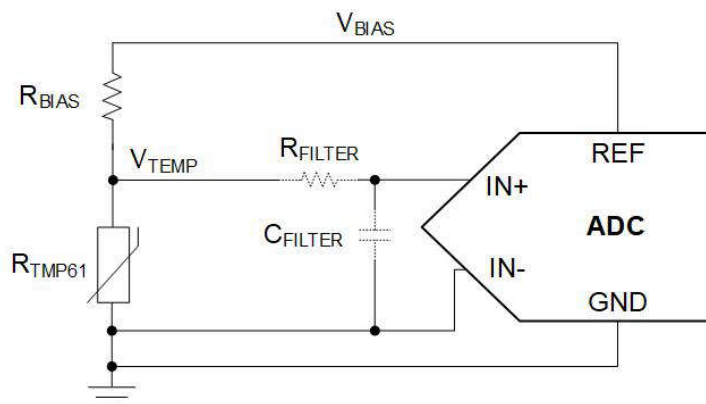 VBIAS
RBIAS
VTEMP
RFILTER
REF
IN+
CFILTER
ADC
RTMP61
IN-
GND